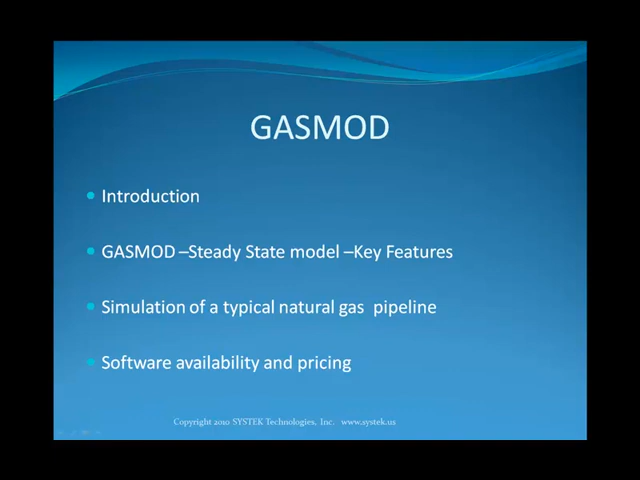 GASMOD
Introduction
GASMOD –Steady State model –Key Features
Simulation of a typical natural gas pipeline
Software availability and pricing
Copyright 2010 SYSTEK Technologies, Inc. www.systek.us